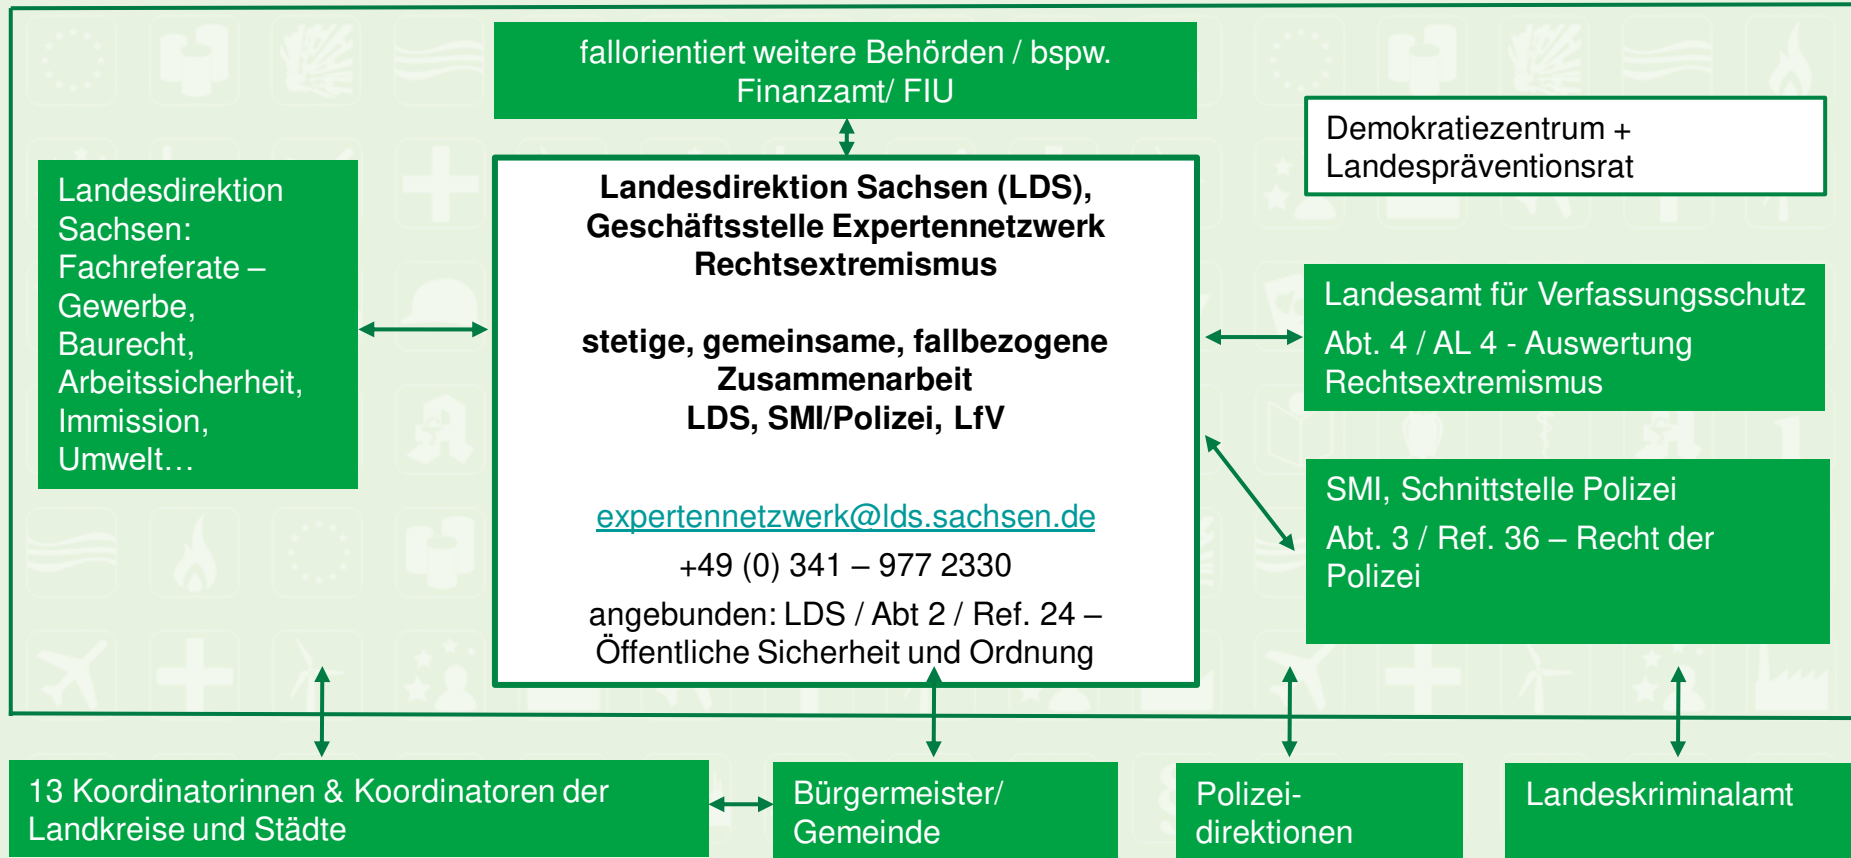 fallorientiert weitere Behörden / bspw.
Finanzamt/ FIU
Demokratiezentrum +
Landespräventionsrat
Landesdirektion
Sachsen:
Fachreferate –
Gewerbe,
Baurecht,
Arbeitssicherheit,
Immission,
Umwelt…
Landesdirektion Sachsen (LDS),
Geschäftsstelle Expertennetzwerk
Rechtsextremismus
stetige, gemeinsame, fallbezogene
Zusammenarbeit
LDS, SMI/Polizei, LfV
expertennetzwerk@lds.sachsen.de
+49 (0) 341 – 977 2330
angebunden: LDS / Abt 2 / Ref. 24 –
Öffentliche Sicherheit und Ordnung
Landesamt für Verfassungsschutz
Abt. 4 / AL 4 - Auswertung
Rechtsextremismus
SMI, Schnittstelle Polizei
Abt. 3 / Ref. 36 – Recht der
Polizei
13 Koordinatorinnen & Koordinatoren der
Landkreise und Städte
Bürgermeister/
Gemeinde
Polizei-
direktionen
Landeskriminalamt